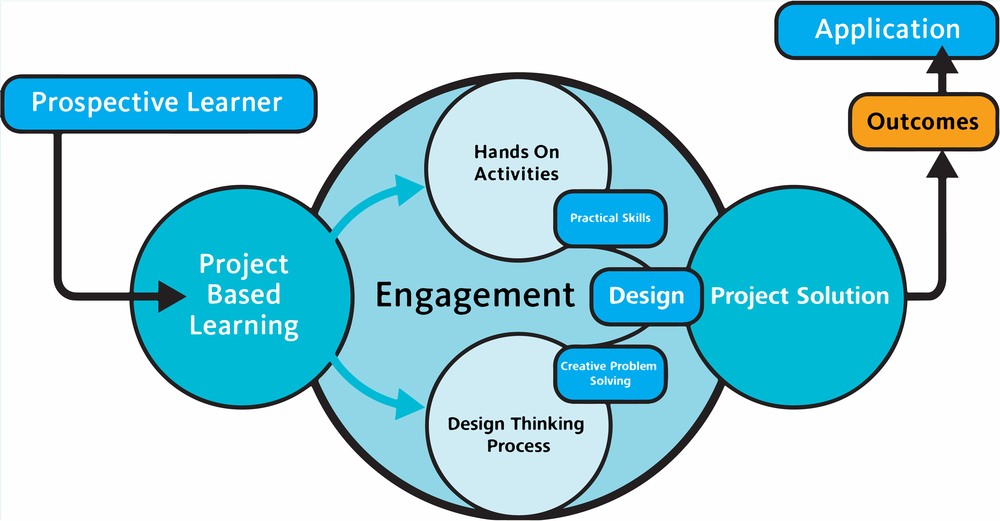 Application
Prospective Learner
Outcomes
Hands On
Activities
Practical Skills
Project
Based
Learning
Engagement
Design
Project Solution
Creative Problem
Solving
Design Thinking
Process